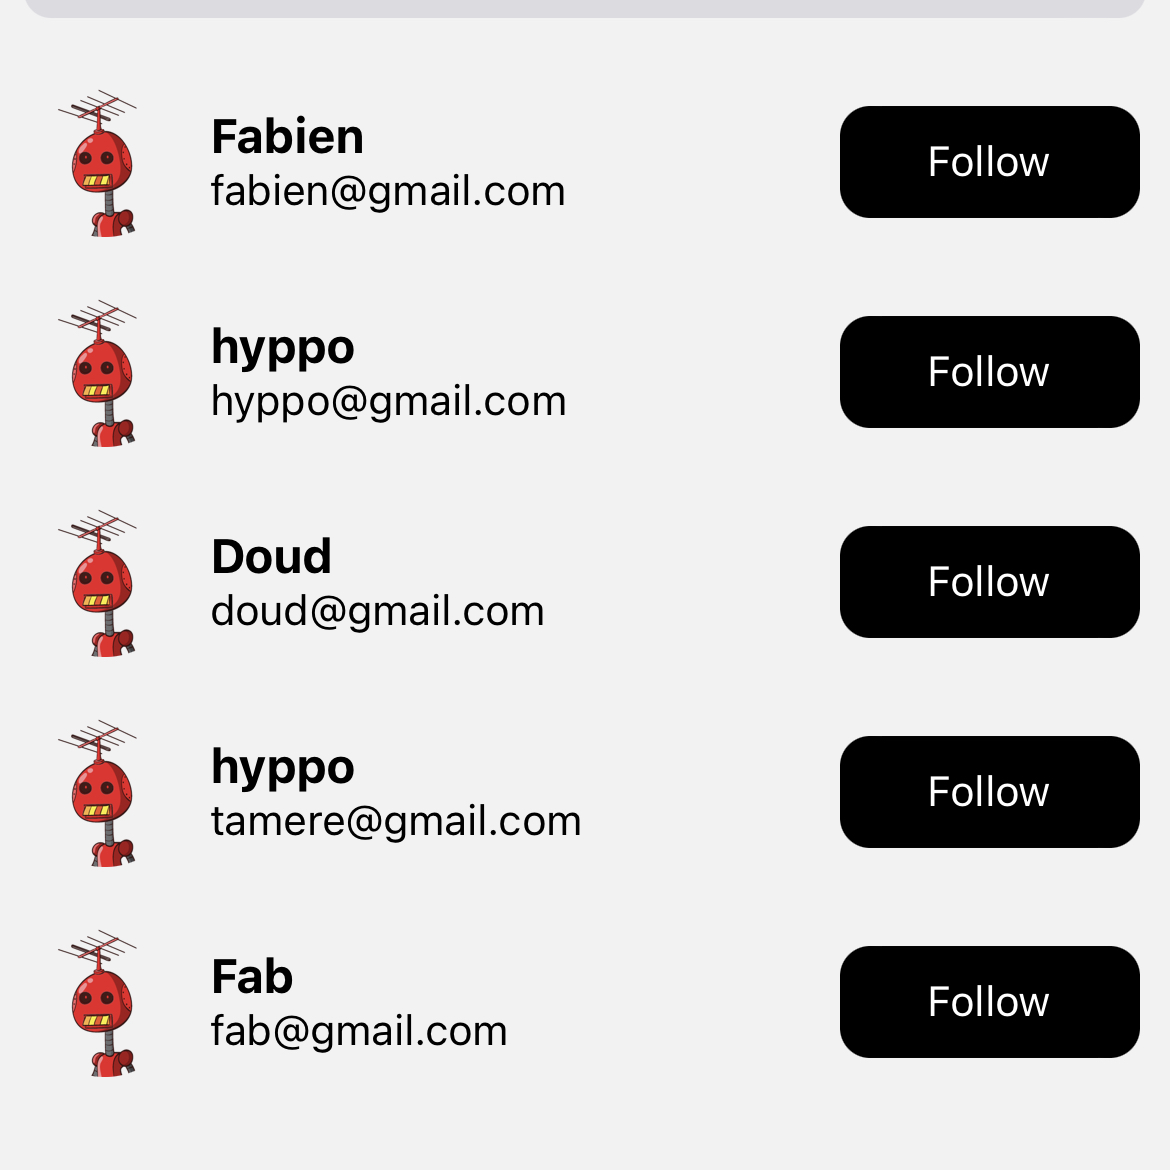 Fabien
fabien@gmail.com
Follow
hyppo
hyppo@gmail.com
Follow
Doud
doud@gmail.com
Follow
hyppo
tamere@gmail.com
Follow
Fab
fab@gmail.com
Follow